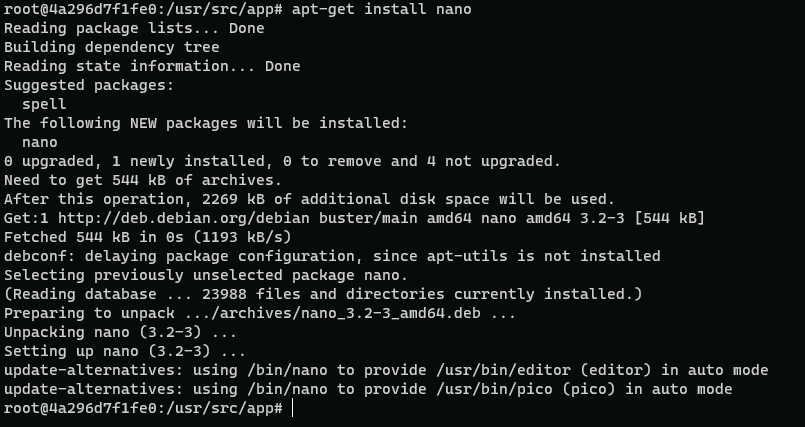 root@4a296d7f1fe0:/usr/src/app# apt-get install nano
Reading package lists... Done
Building dependency tree
Reading state information... Done
Suggested packages:
  spell
The following NEW packages will be installed:
  nano
0 upgraded, 1 newly installed, 0 to remove and 4 not upgraded.
Need to get 544 kB of archives.
After this operation, 2269 kB of additional disk space will be used.
Get:1 http://deb.debian.org/debian buster/main amd64 nano amd64 3.2-3 [544 kB]
Fetched 544 kB in 0s (1193 kB/s)
debconf: delaying package configuration, since apt-utils is not installed
Selecting previously unselected package nano.
(Reading database ... 23988 files and directories currently installed.)
Preparing to unpack .../archives/nano_3.2-3_amd64.deb ...
Unpacking nano (3.2-3) ...
Setting up nano (3.2-3) ...
update-alternatives: using /bin/nano to provide /usr/bin/editor (editor) in auto mode
update-alternatives: using /bin/nano to provide /usr/bin/pico (pico) in auto mode
root@4a296d7f1fe0:/usr/src/app#